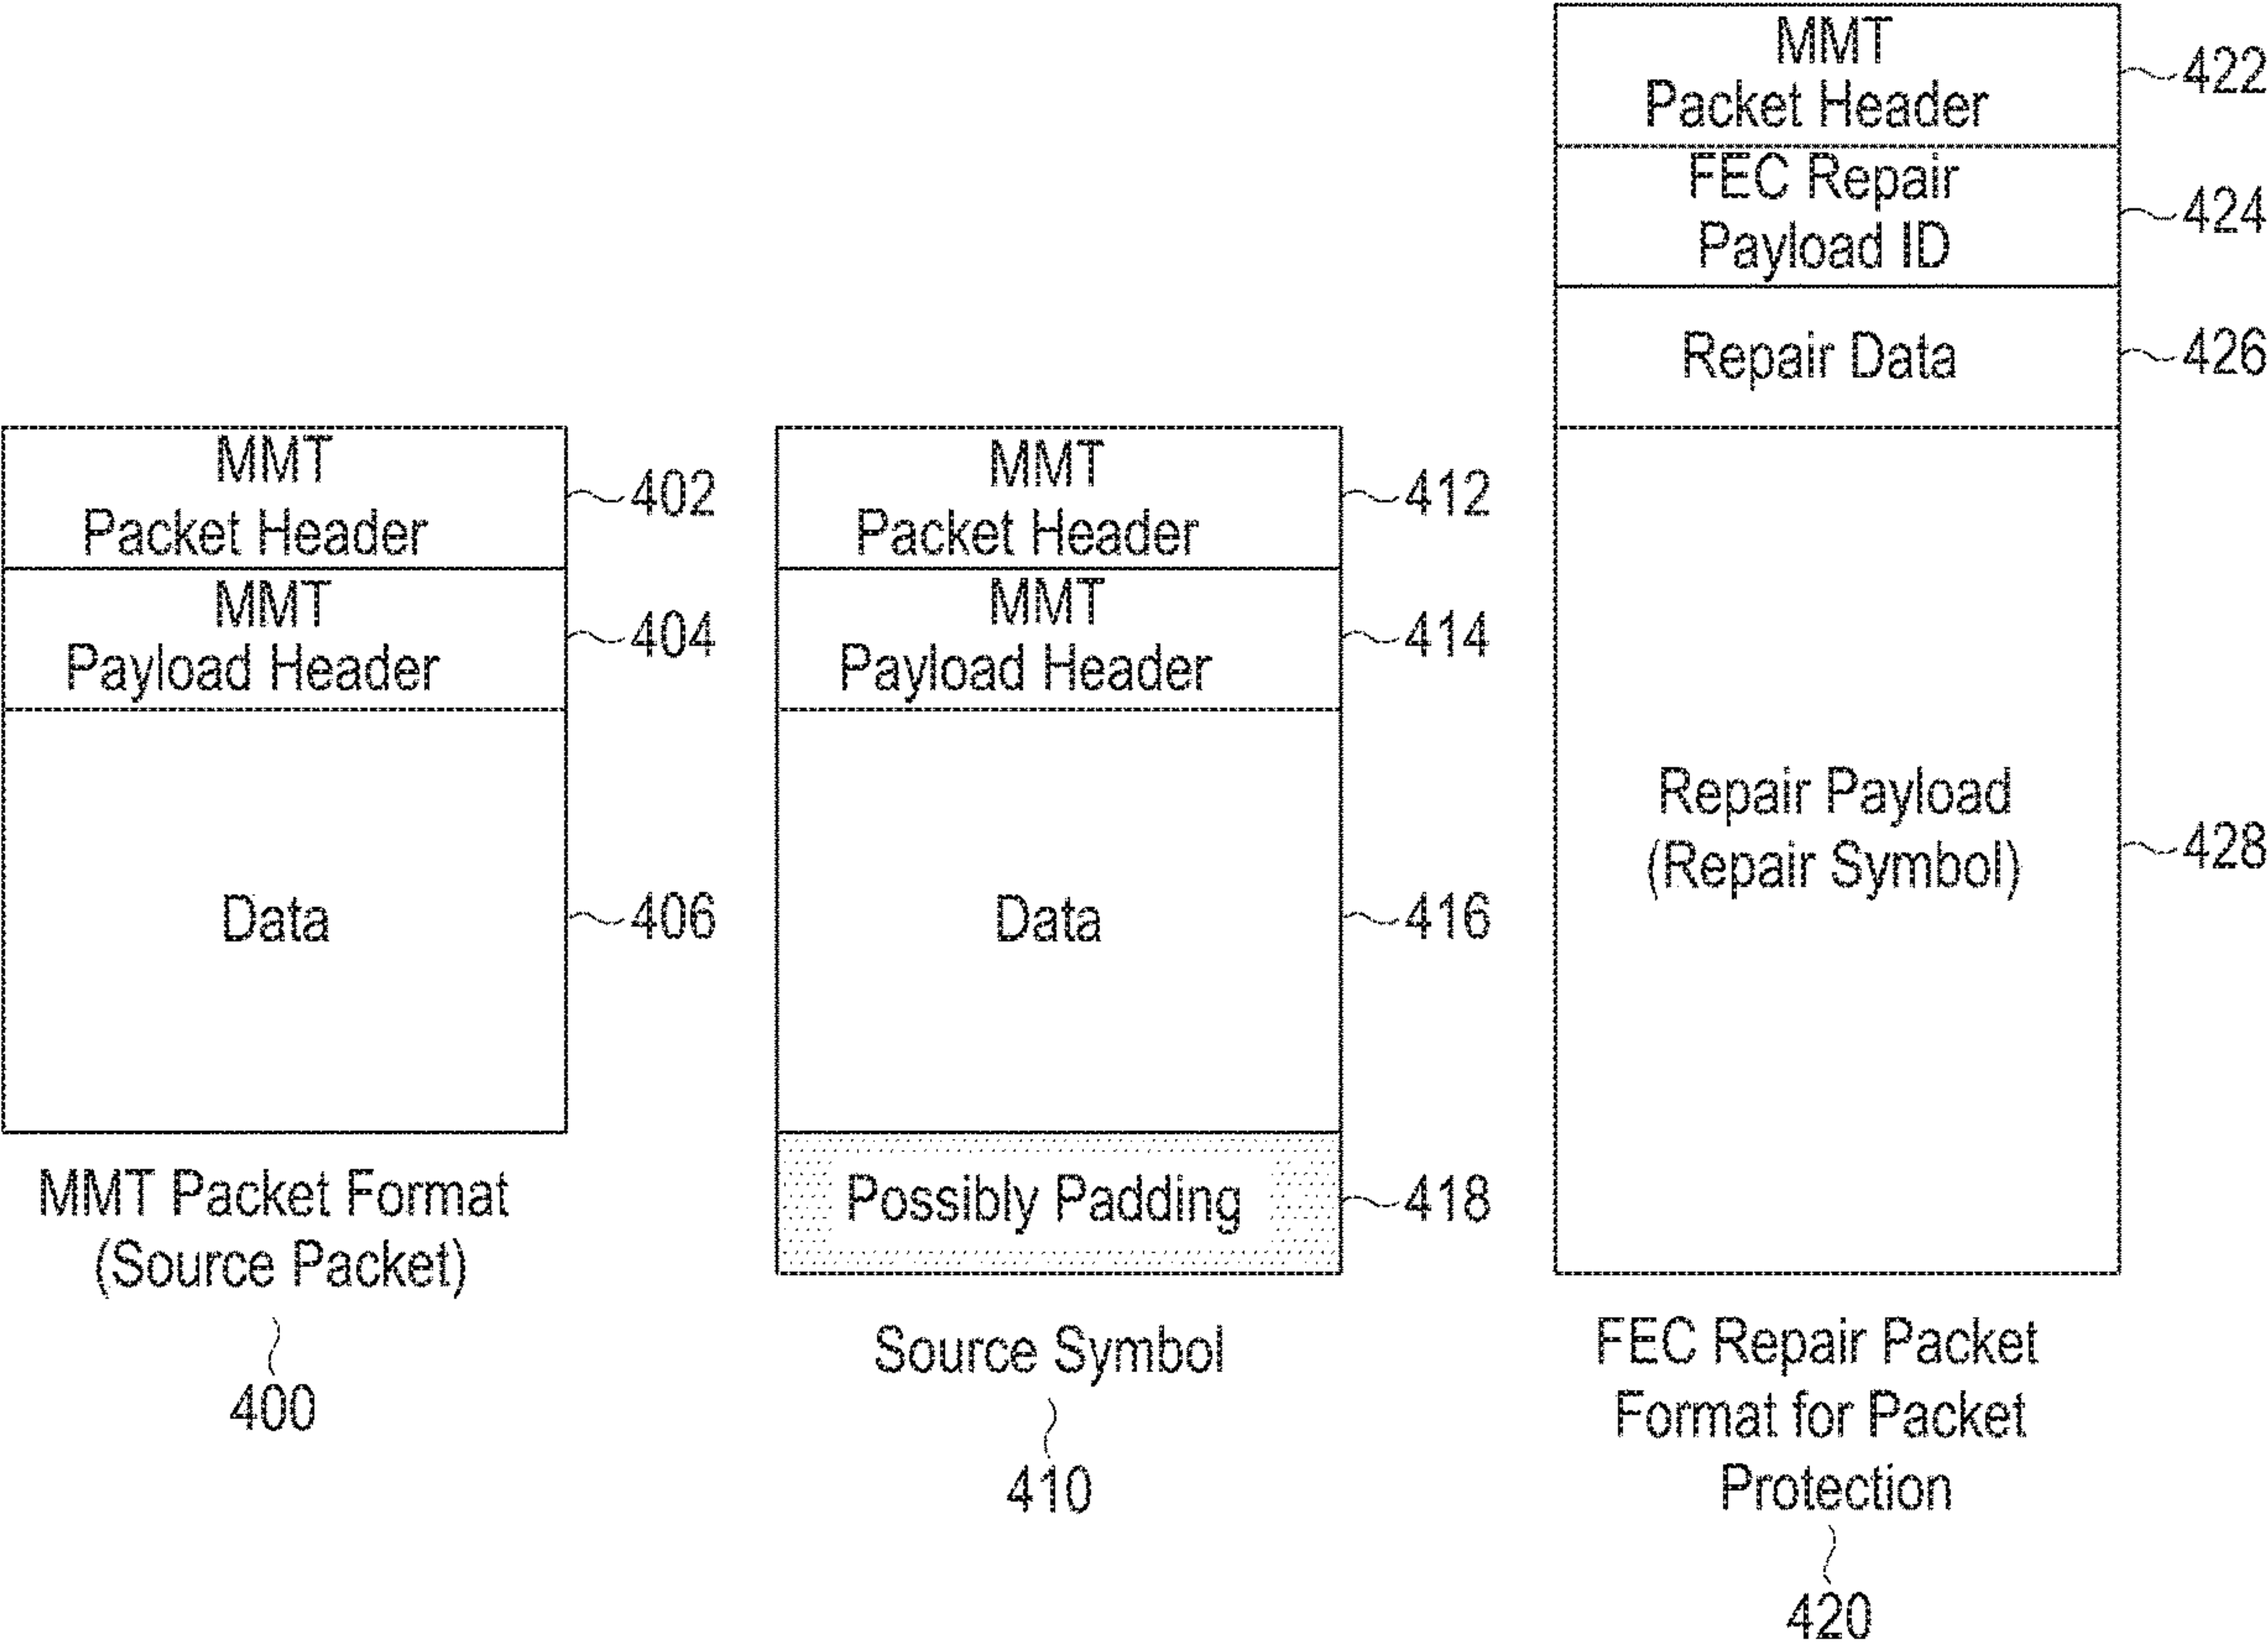 MMT
Packet Header
402
MMT
Payload Header
404
Data
406
MMT Packet Format
(Source Packet)
400
MMT
Packet Header
412
MMT
Payload Header
414
Data
416
Possibly Padding
418
Source Symbol
410
MMT
Packet Header
422
FEC Repair
Payload ID
424
Repair Data
426
Repair Payload
(Repair Symbol)
428
FEC Repair Packet
Format for Packet
Protection
420